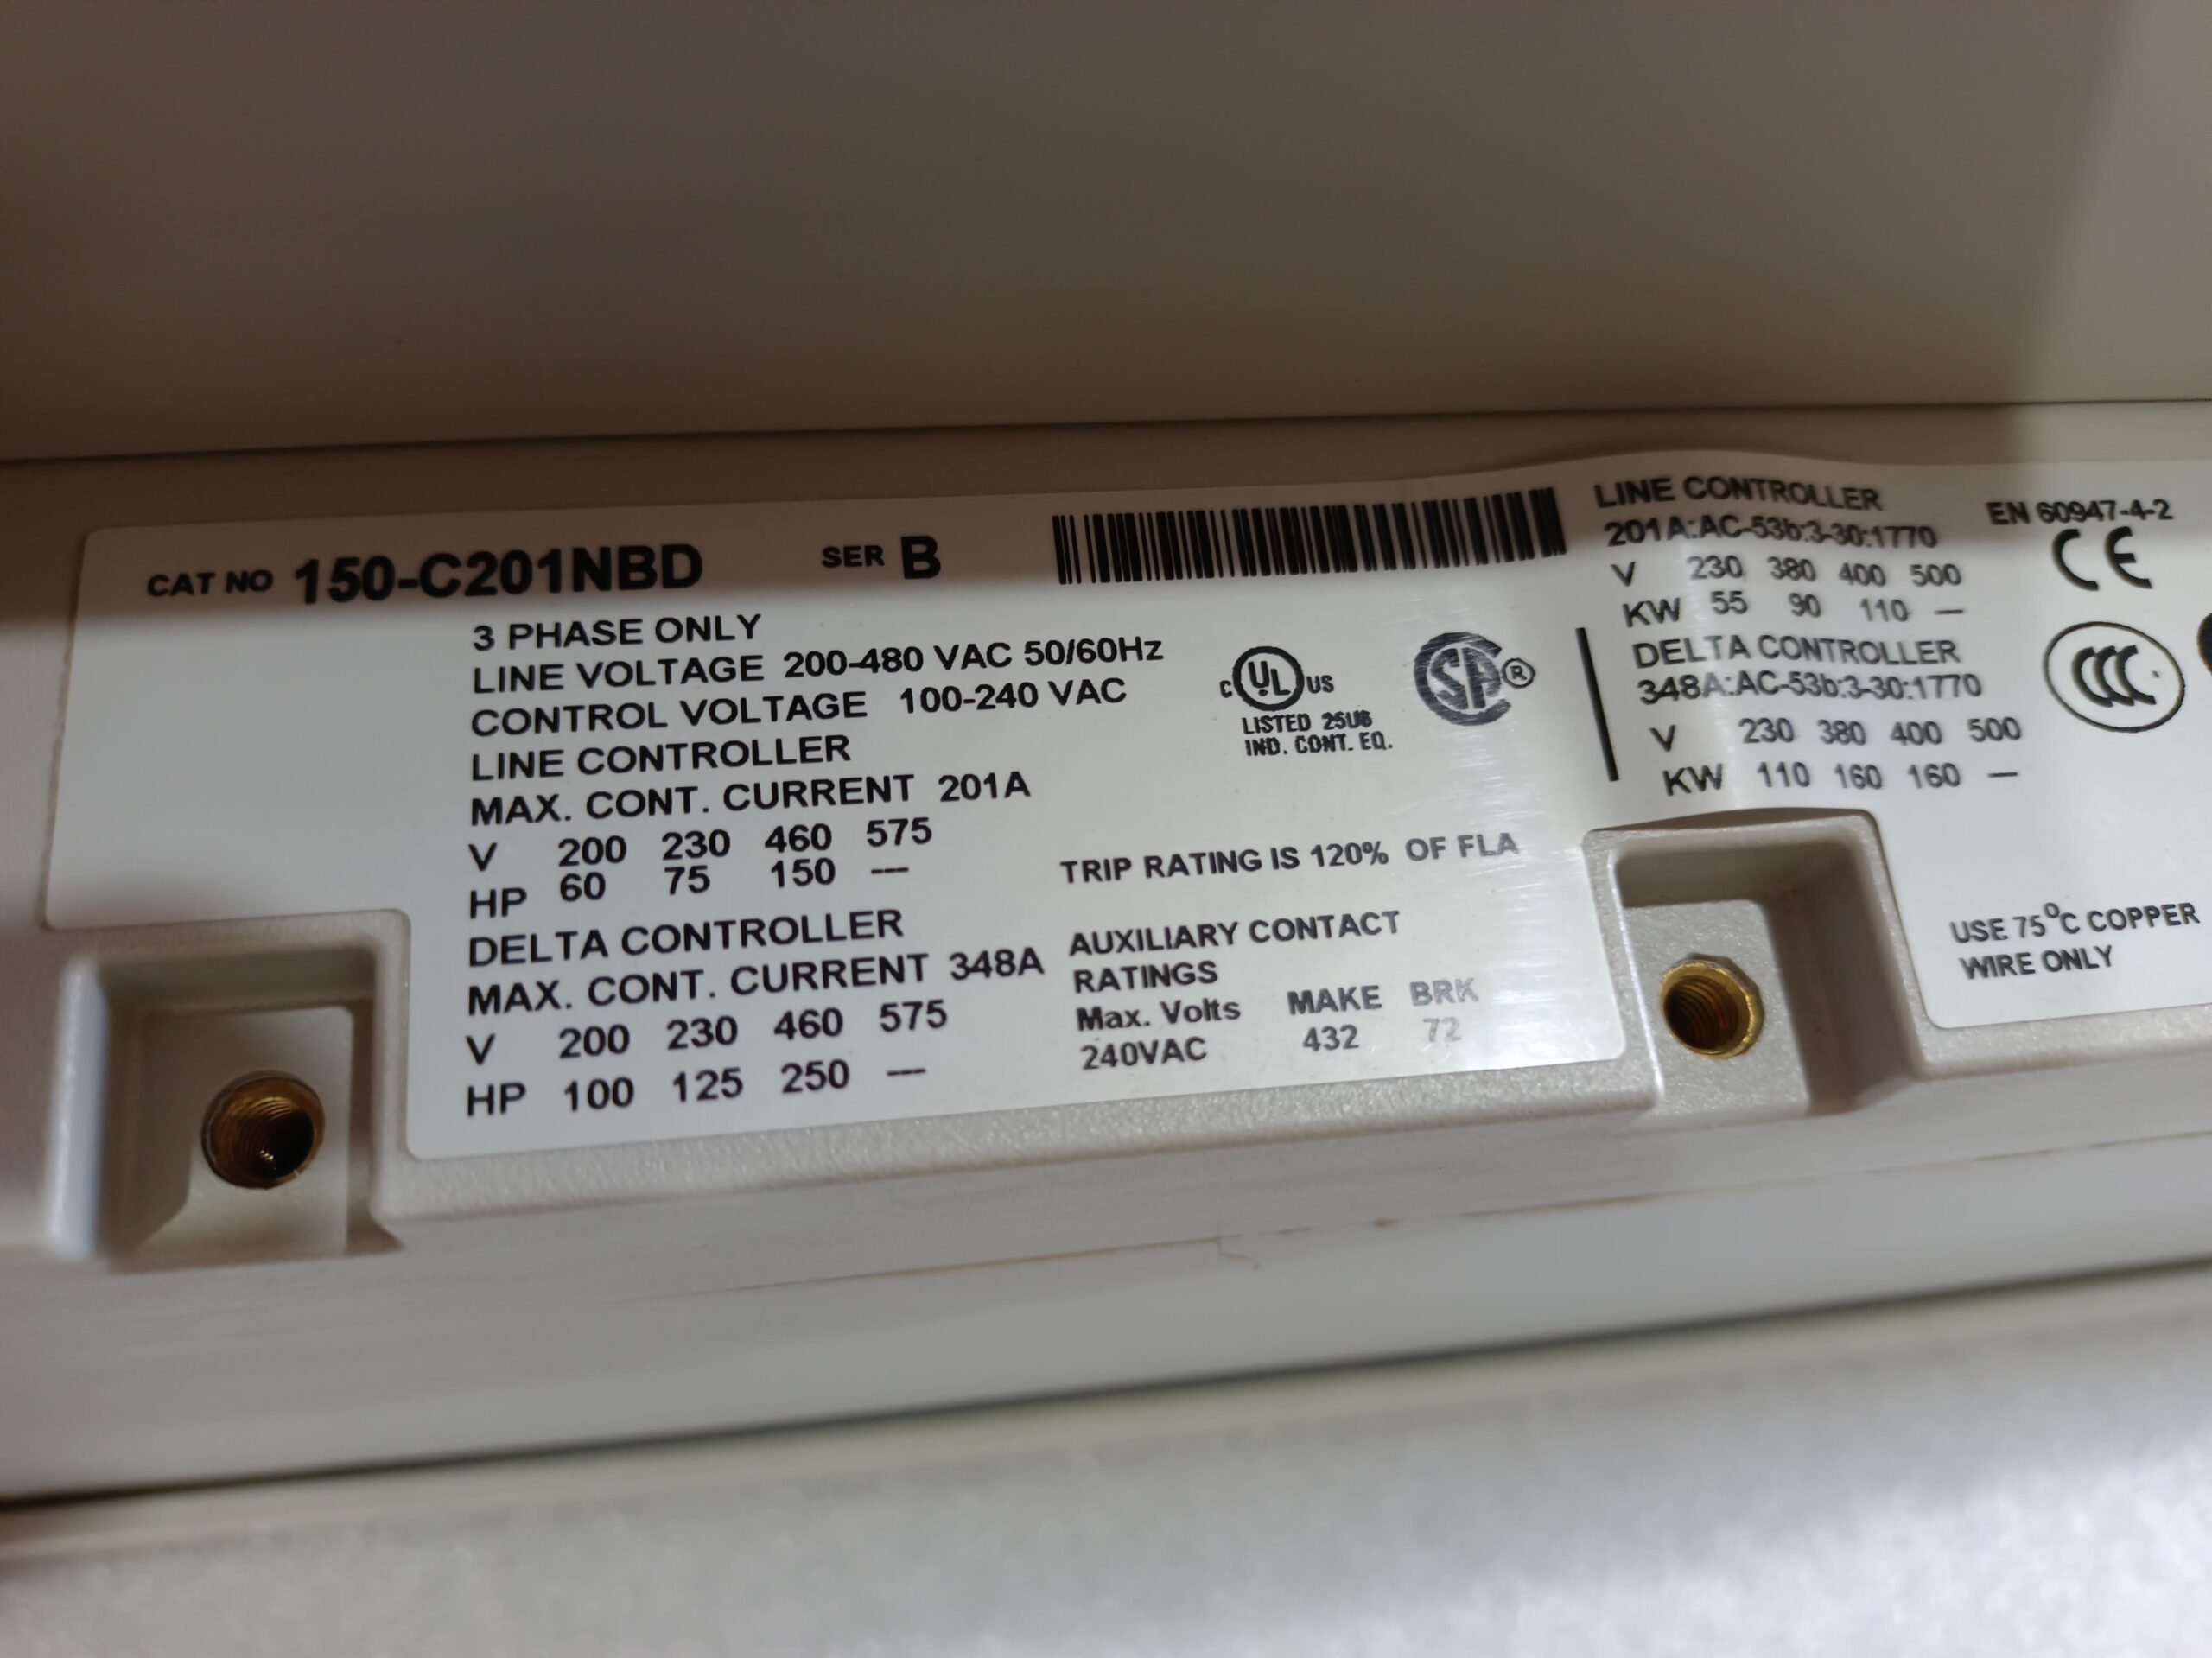 CAT NO 150-C201NBD SER B
3 PHASE ONLY
LINE VOLTAGE 200-480 VAC 50/60Hz
CONTROL VOLTAGE 100-240 VAC
LINE CONTROLLER
MAX. CONT. CURRENT 201A
V 200 230 460 575
HP 60 75 150 ---
DELTA CONTROLLER
MAX. CONT. CURRENT 348A
V 200 230 460 575
HP 100 125 250 ---
C UL US
LISTED 25U6
IND. CONT. EQ.
SA ®
TRIP RATING IS 120% OF FLA
AUXILIARY CONTACT
RATINGS
Max. Volts MAKE BRK
240VAC 432 72
LINE CONTROLLER
201A:AC-53b:3-30:1770
V 230 380 400 500
KW 55 90 110 —
DELTA CONTROLLER
348A:AC-53b:3-30:1770
V 230 380 400 500
KW 110 160 160 —
EN 60947-4-2
CE
CCC
USE 75°C COPPER
WIRE ONLY